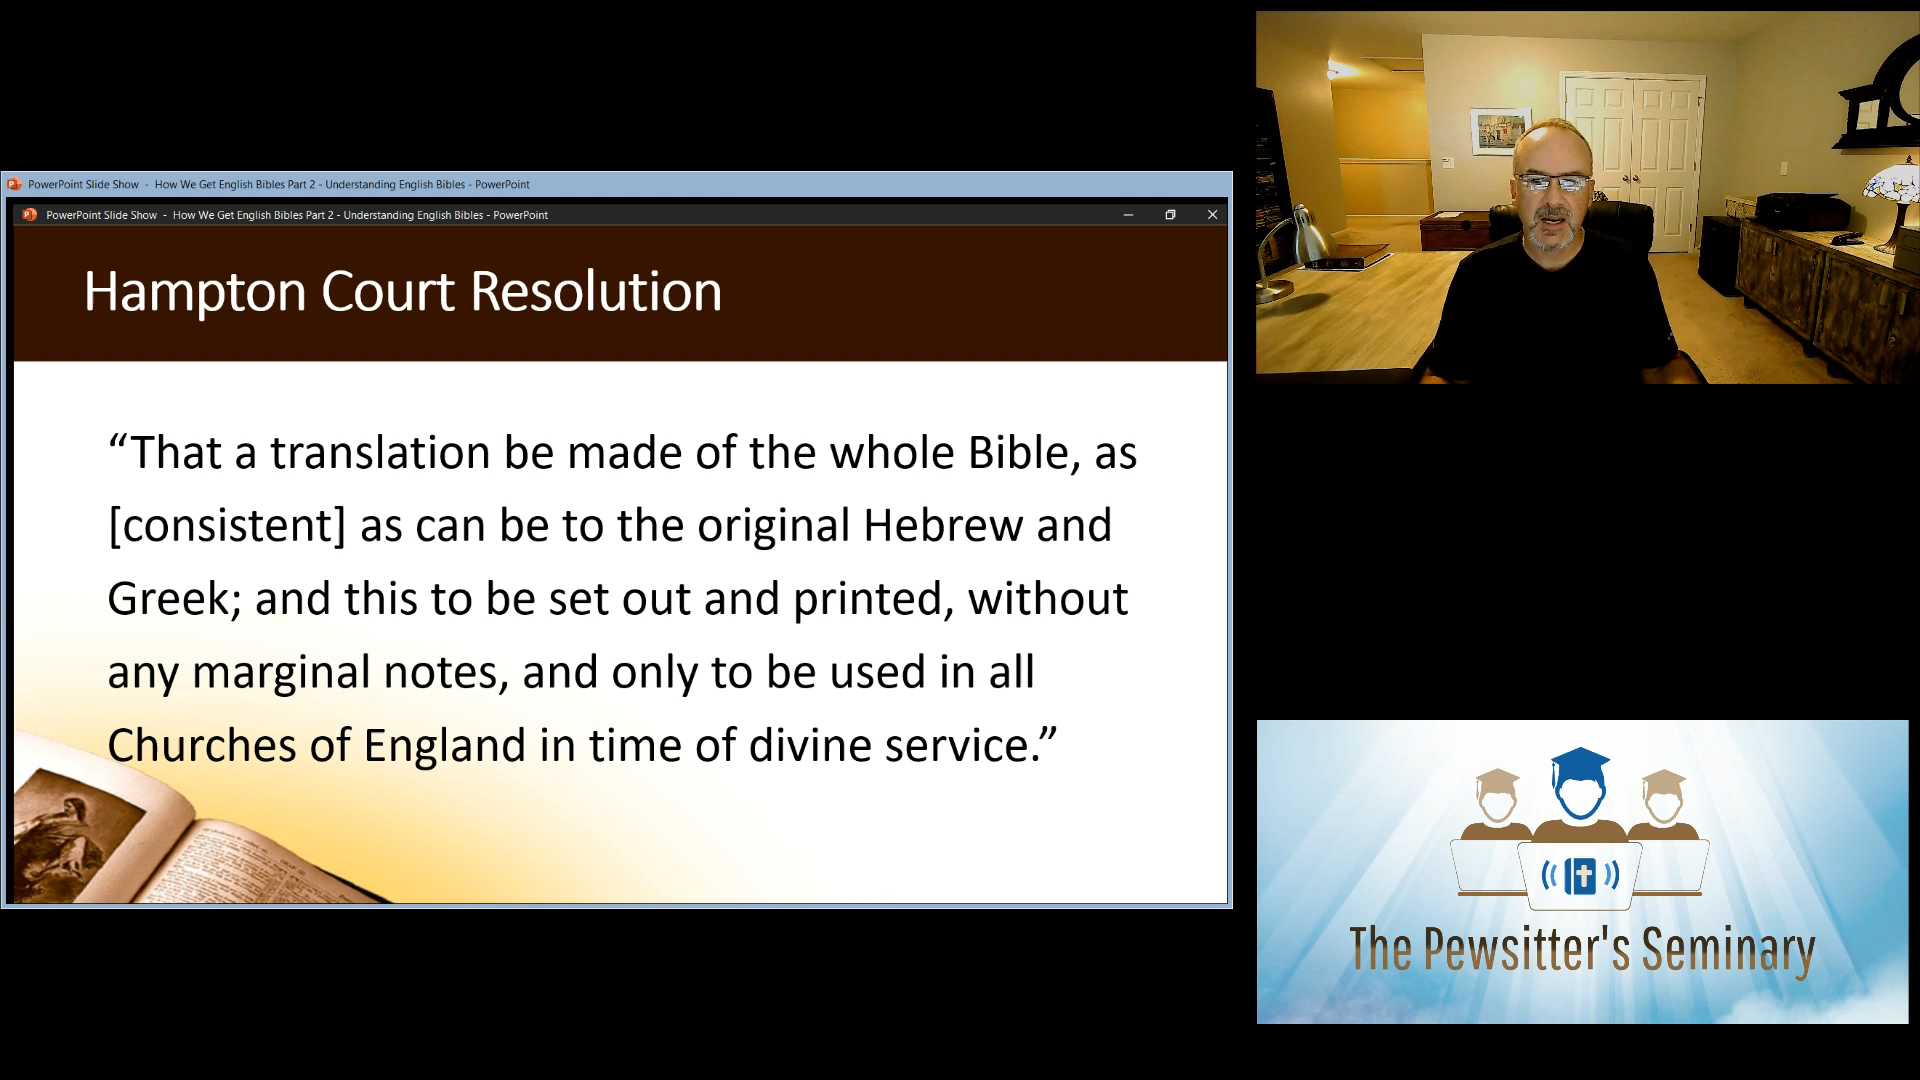 PowerPoint Slide Show - How We Get English Bibles Part 2 - Understanding English Bibles - PowerPoint
PowerPoint Slide Show - How We Get English Bibles Part 2 - Understanding English Bibles - PowerPoint
Hampton Court Resolution
“That a translation be made of the whole Bible, as
[consistent] as can be to the original Hebrew and
Greek; and this to be set out and printed, without
any marginal notes, and only to be used in all
Churches of England in time of divine service.”
The Pewsitter's Seminary